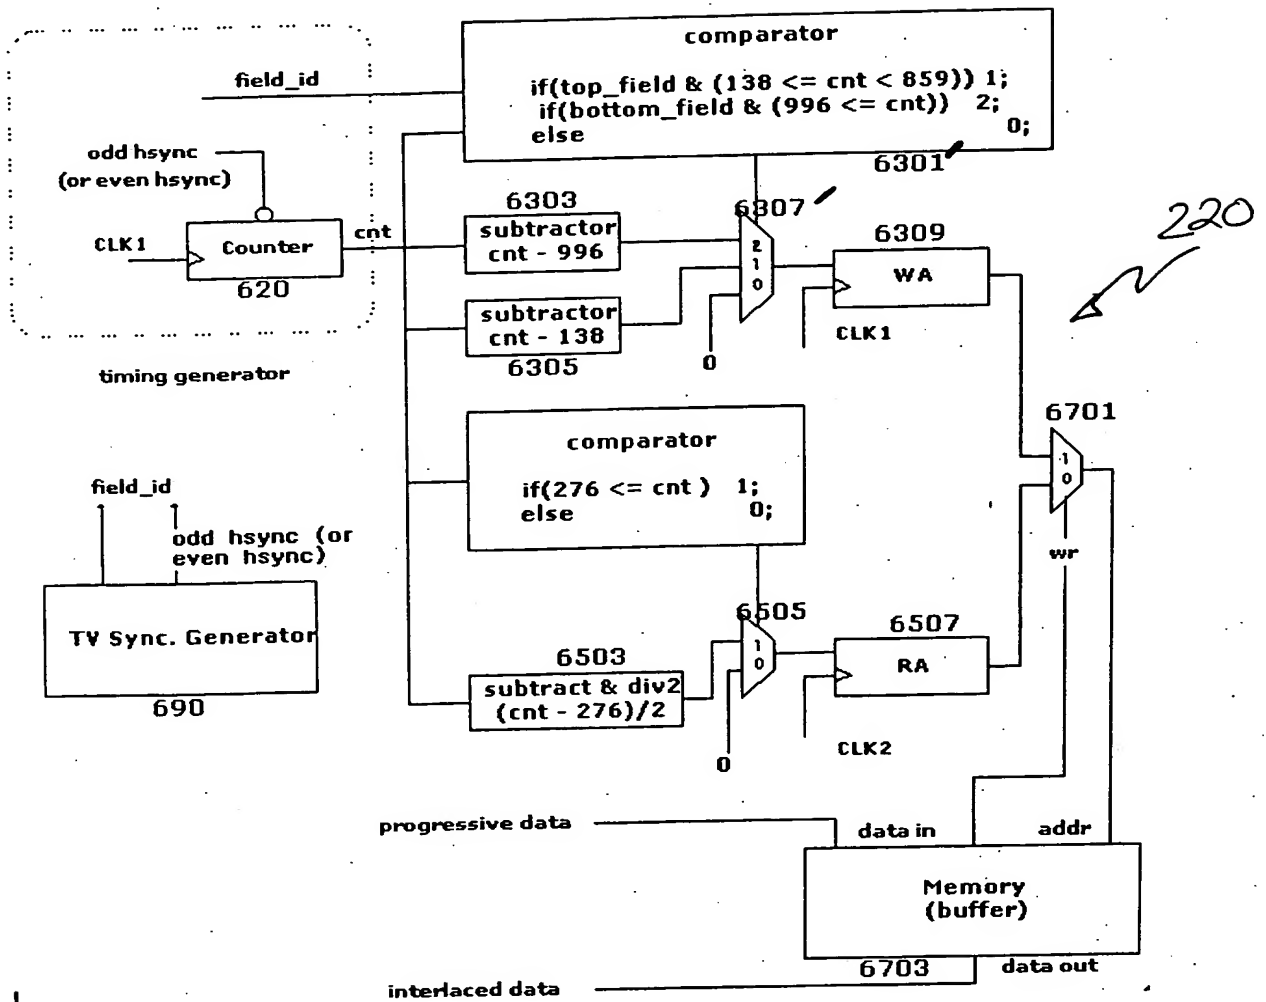 comparator
field_id
if(top_field & (138 <= cnt < 859)) 1;
if(bottom_field & (996 <= cnt)) 2;
else 0;
odd hsync
(or even hsync)
6301
6303
6307
220
CLK1
Counter
cnt
subtractor
cnt - 996
2
1
0
6309
WA
620
subtractor
cnt - 138
CLK1
6305
0
timing generator
6701
comparator
1
0
field_id
if(276 <= cnt ) 1;
else 0;
odd hsync (or
even hsync)
wr
6505
6507
TV Sync. Generator
1
0
RA
6503
690
subtract & div2
(cnt - 276)/2
0
CLK2
progressive data
data in
addr
Memory
(buffer)
6703
data out
interlaced data